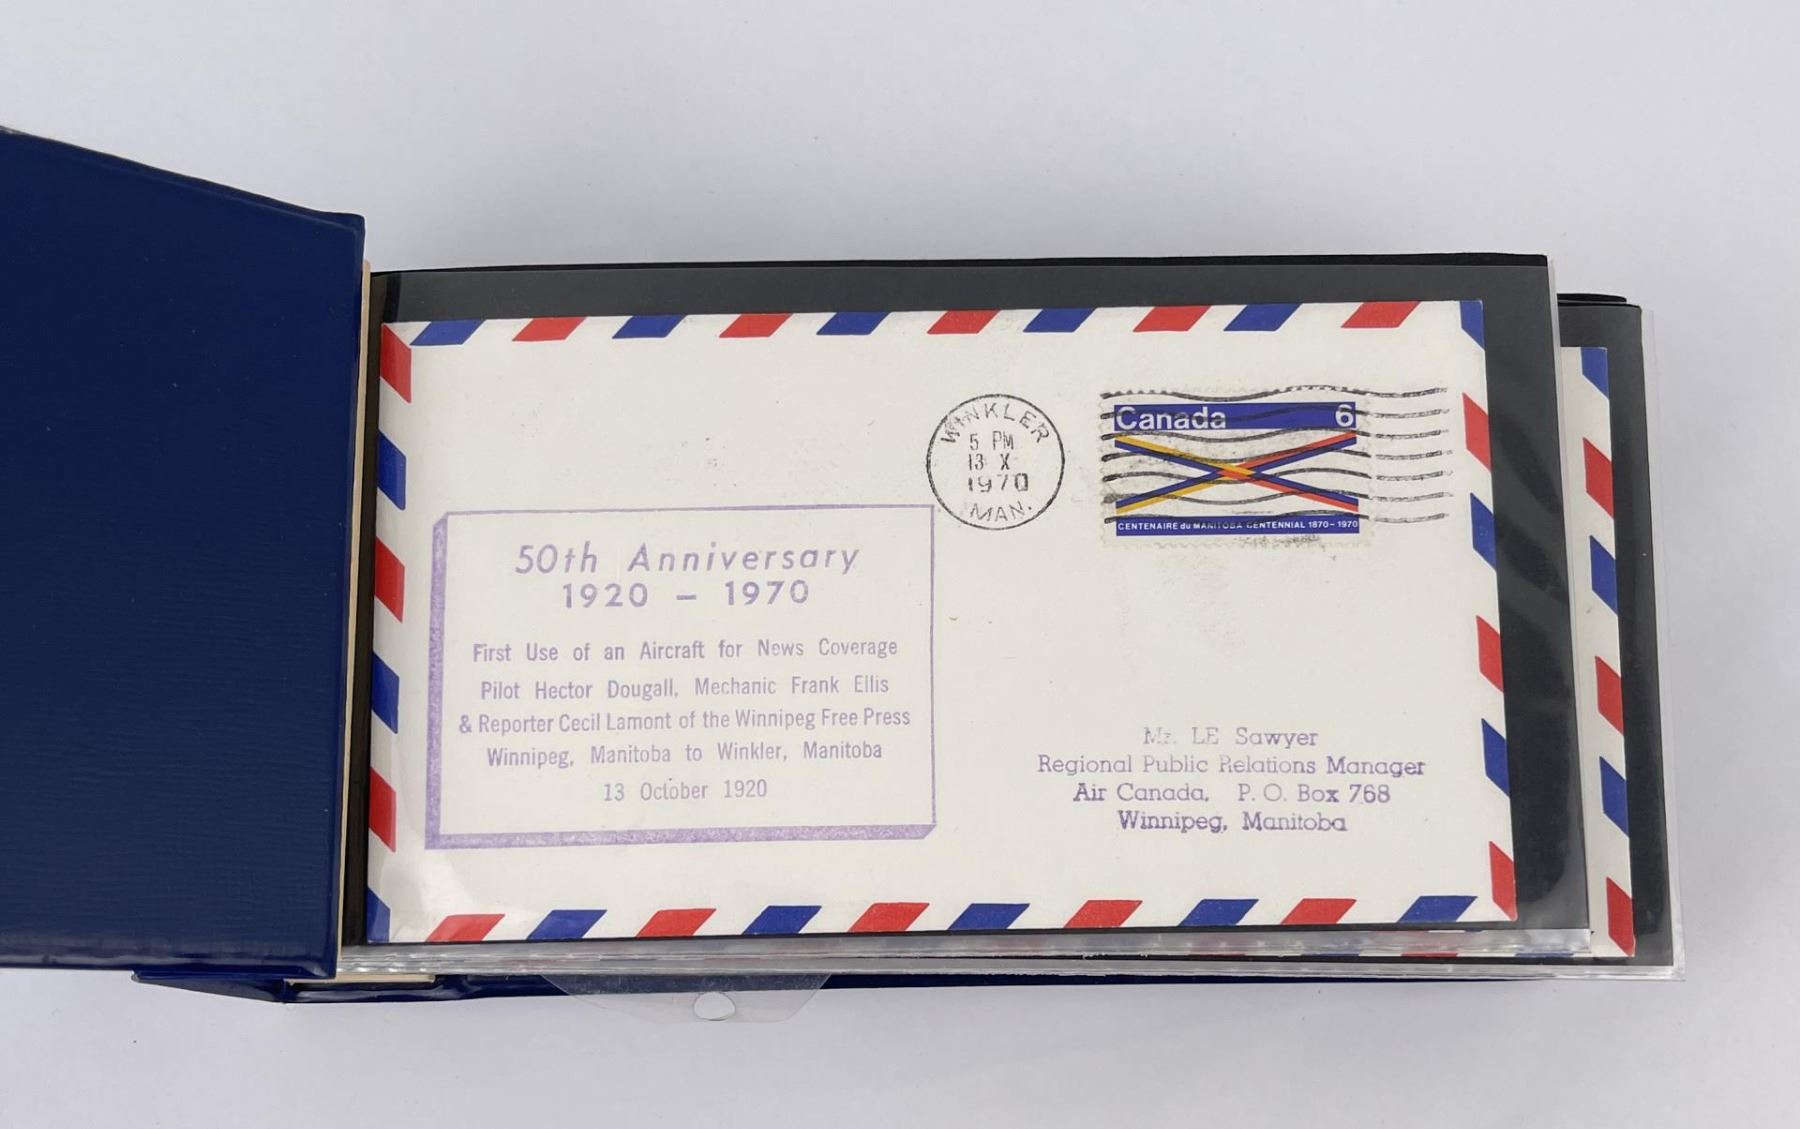 WINKLER
5 PM
13 X
1970
MAN.
Canada 6
CENTENAIRE du MANITOBA CENTENNIAL 1870-1970
50th Anniversary
1920 - 1970
First Use of an Aircraft for News Coverage
Pilot Hector Dougall, Mechanic Frank Ellis
& Reporter Cecil Lamont of the Winnipeg Free Press
Winnipeg, Manitoba to Winkler, Manitoba
13 October 1920
Mr. LE Sawyer
Regional Public Relations Manager
Air Canada, P. O. Box 768
Winnipeg, Manitoba